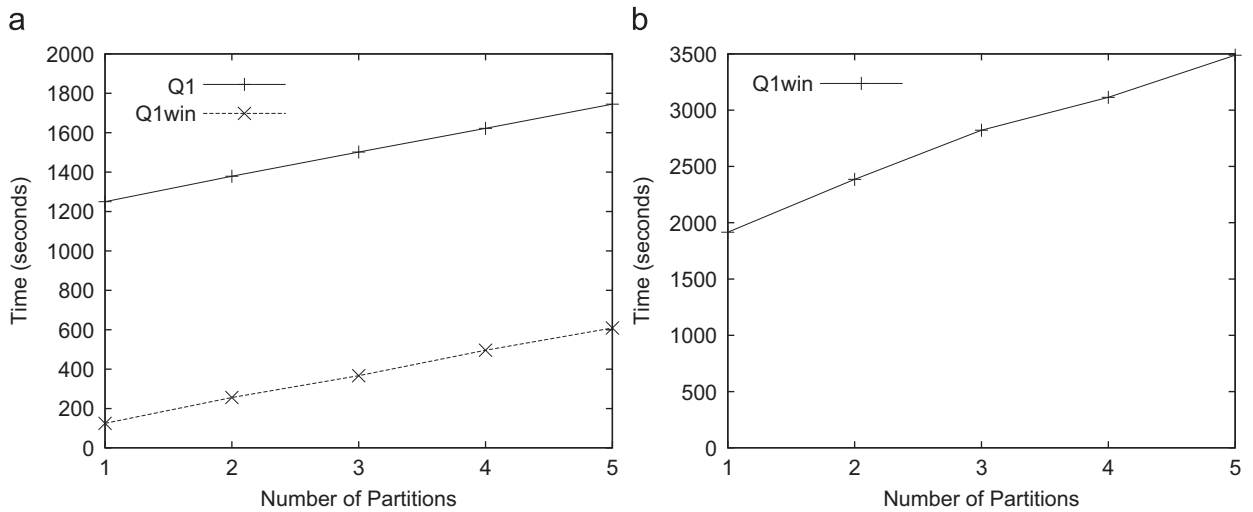 a
2000
1800
1600
1400
1200
1000
800
600
400
200
0
Time (seconds)
Q1
Q1win
1 2 3 4 5
Number of Partitions
b
3500
3000
2500
2000
1500
1000
500
0
Time (seconds)
Q1win
1 2 3 4 5
Number of Partitions